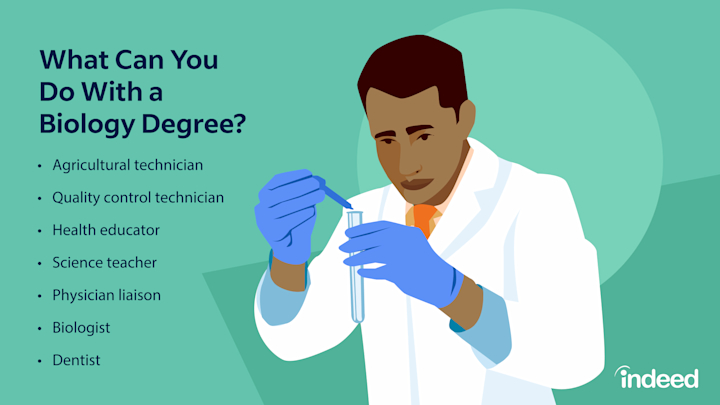 What Can You
Do With a
Biology Degree?
• Agricultural technician
• Quality control technician
• Health educator
• Science teacher
• Physician liaison
• Biologist
• Dentist
indeed